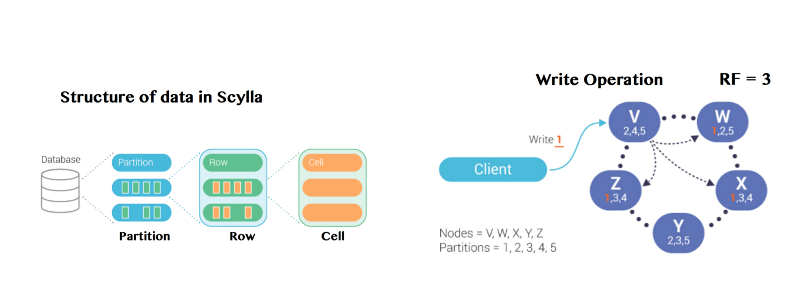 Structure of data in Scylla
Database
Partition
Row
Cell
Partition
Row
Cell
Write Operation
RF = 3
Write 1
Client
V
2,4,5
W
1,2,5
Z
1,3,4
X
1,3,4
Y
2,3,5
Nodes = V, W, X, Y, Z
Partitions = 1, 2, 3, 4, 5